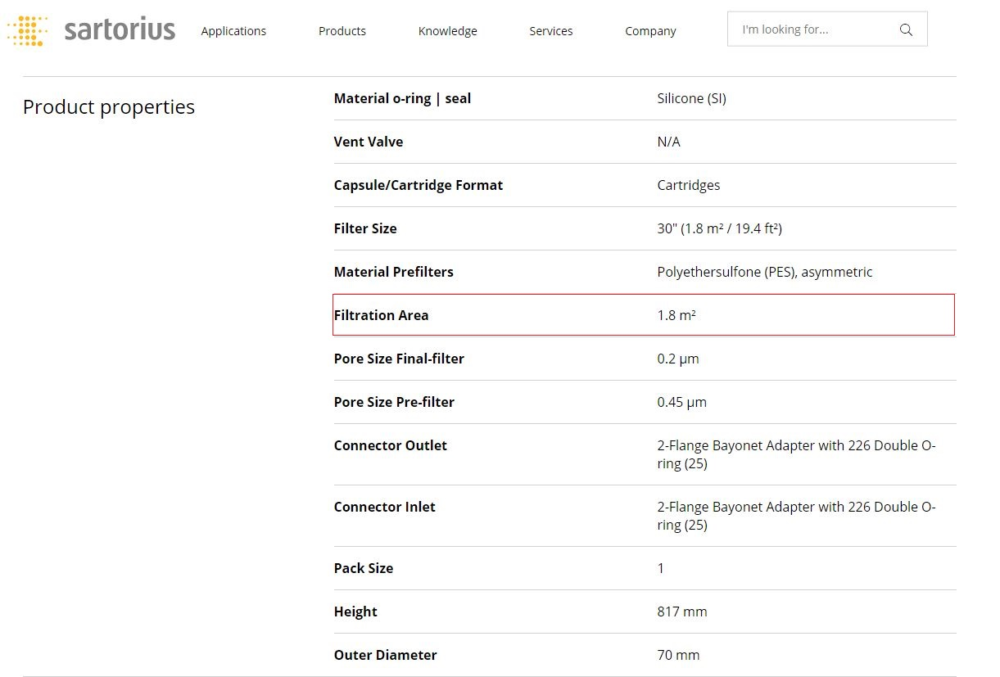 sartorius Applications Products Knowledge Services Company I'm looking for...
Product properties
Material o-ring | seal Silicone (SI)
Vent Valve N/A
Capsule/Cartridge Format Cartridges
Filter Size 30" (1.8 m² / 19.4 ft²)
Material Prefilters Polyethersulfone (PES), asymmetric
Filtration Area 1.8 m²
Pore Size Final-filter 0.2 µm
Pore Size Pre-filter 0.45 µm
Connector Outlet 2-Flange Bayonet Adapter with 226 Double O-
ring (25)
Connector Inlet 2-Flange Bayonet Adapter with 226 Double O-
ring (25)
Pack Size 1
Height 817 mm
Outer Diameter 70 mm